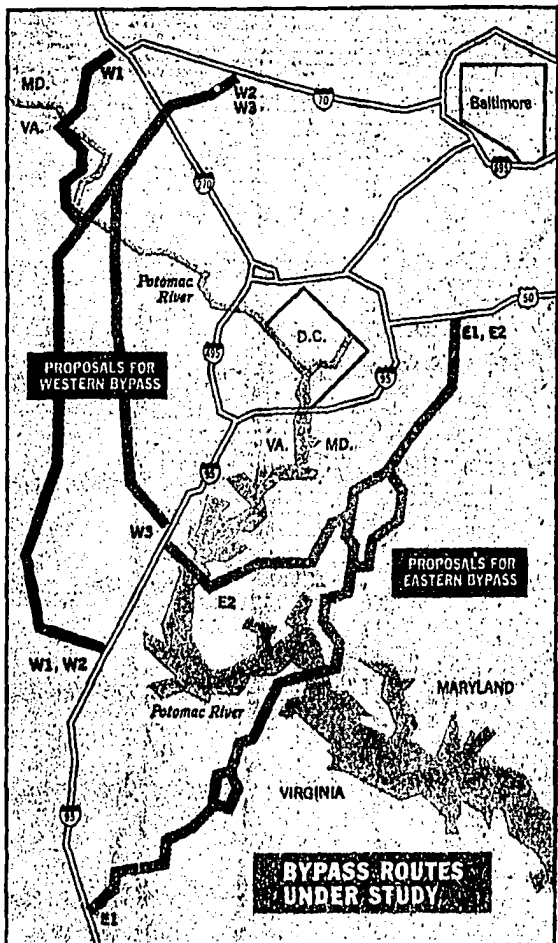 W1
MD.
W2
W3
70
Baltimore
VA.
270
Potomac
River
50
D.C.
E1, E2
PROPOSALS FOR
WESTERN BYPASS
495
95
VA.
MD.
95
W3
PROPOSALS FOR
EASTERN BYPASS
E2
W1, W2
MARYLAND
Potomac River
VIRGINIA
95
BYPASS ROUTES
UNDER STUDY
E1